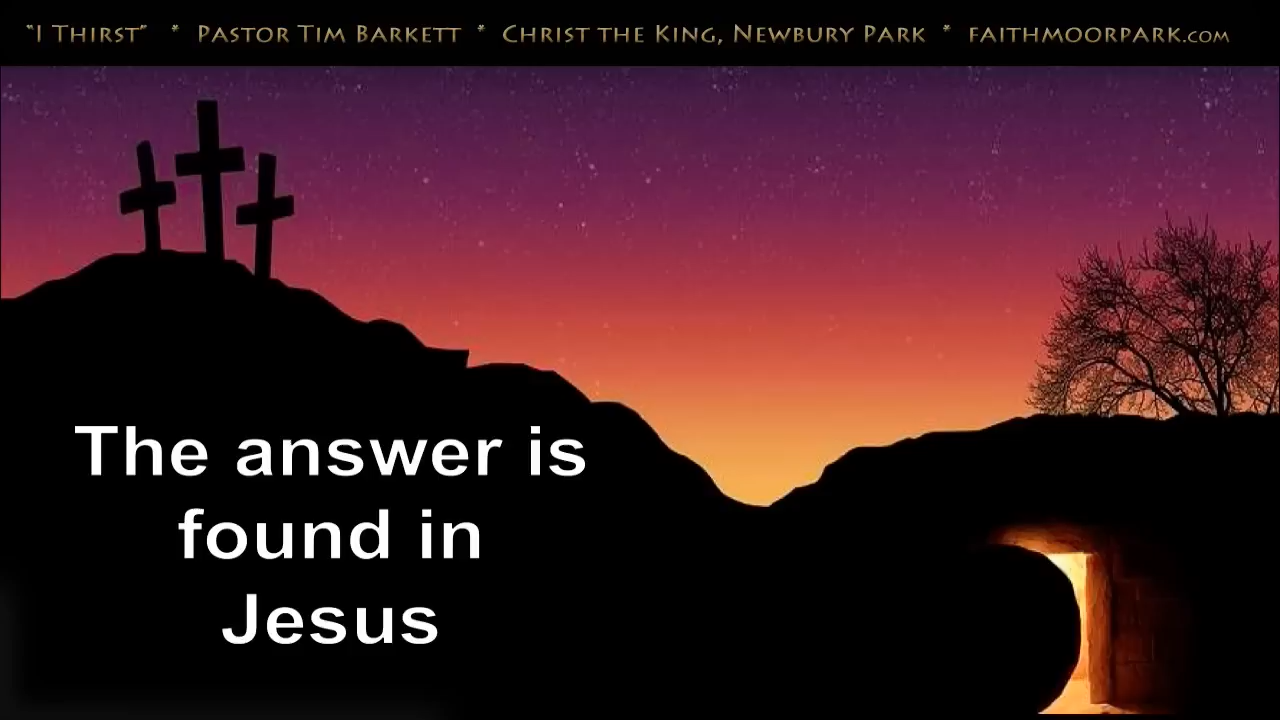 "I Thirst" * Pastor Tim Barkett * Christ the King, Newbury Park * faithmoorpark.com
The answer is
found in
Jesus